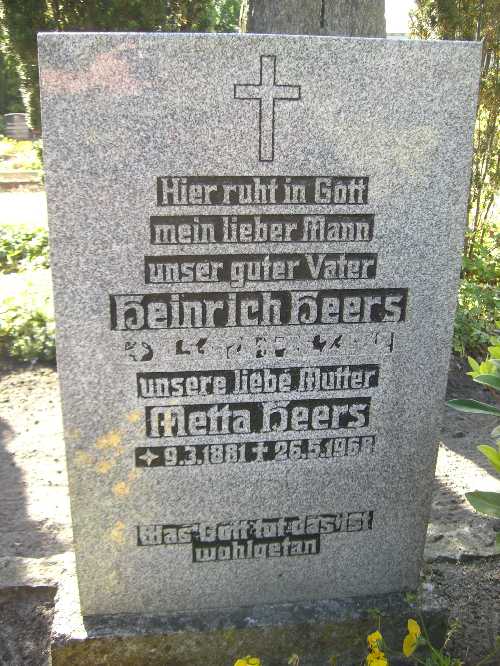 Hier ruht in Gott
mein lieber Mann
unser guter Vater
Heinrich Heers
unsere liebe Mutter
Metta Heers
9.3.1881 + 26.5.1968
Was Gott tut das ist
wohlgetan